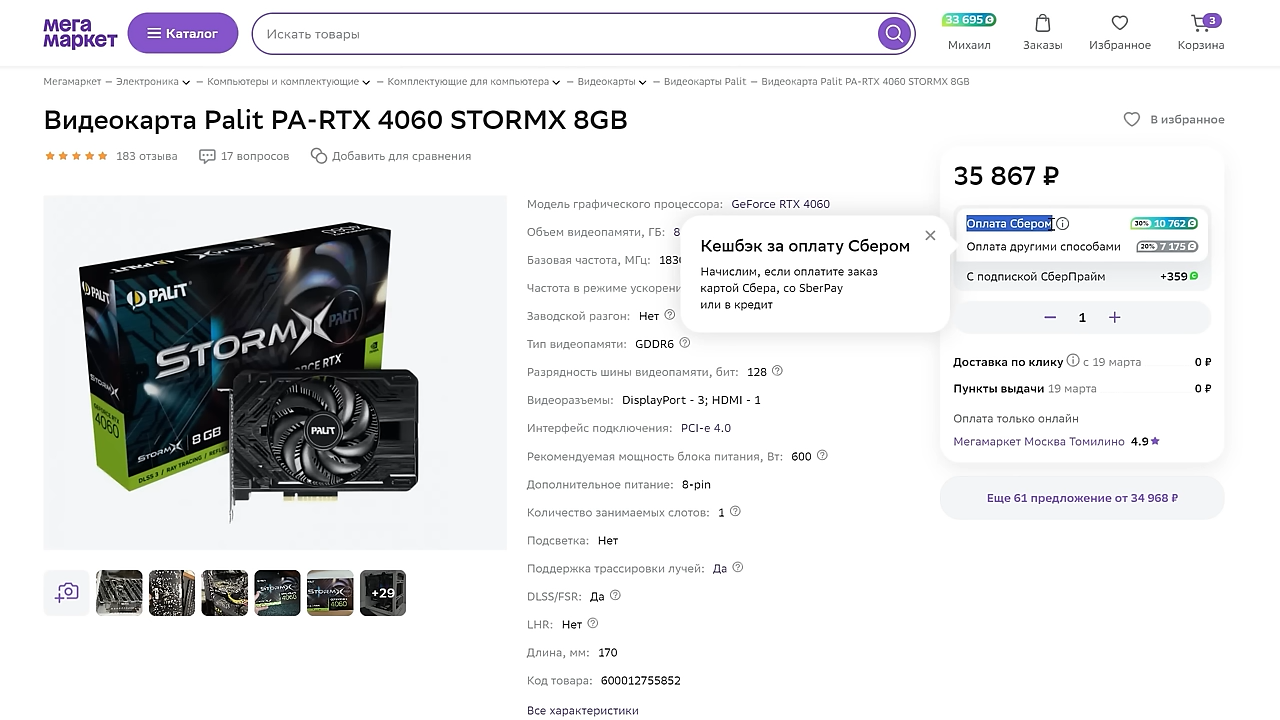 мега маркет
Каталог
Искать товары
33 695
Михаил
Заказы
Избранное
3
Корзина
Мегамаркет — Электроника — Компьютеры и комплектующие — Комплектующие для компьютера — Видеокарты — Видеокарты Palit — Видеокарта Palit PA-RTX 4060 STORMX 8GB
Видеокарта Palit PA-RTX 4060 STORMX 8GB
В избранное
183 отзыва
17 вопросов
Добавить для сравнения
PALIT
STORMX
GEFORCE RTX 4060
8 GB
DLSS 3 / RAY TRACING
+29
Модель графического процессора: GeForce RTX 4060
Объем видеопамяти, ГБ: 8
Базовая частота, МГц: 183
Частота в режиме ускорени
Заводской разгон: Нет
Тип видеопамяти: GDDR6
Разрядность шины видеопамяти, бит: 128
Видеоразъемы: DisplayPort - 3; HDMI - 1
Интерфейс подключения: PCI-e 4.0
Рекомендуемая мощность блока питания, Вт: 600
Дополнительное питание: 8-pin
Количество занимаемых слотов: 1
Подсветка: Нет
Поддержка трассировки лучей: Да
DLSS/FSR: Да
LHR: Нет
Длина, мм: 170
Код товара: 600012755852
Все характеристики
Кешбэк за оплату Сбером
Начислим, если оплатите заказ
картой Сбера, со SberPay
или в кредит
35 867 ₽
Оплата Сбером 30% 10 762
Оплата другими способами 20% 7 175
С подпиской СберПрайм +359
— 1 +
Доставка по клику с 19 марта 0 ₽
Пункты выдачи 19 марта 0 ₽
Оплата только онлайн
Мегамаркет Москва Томилино 4.9
Еще 61 предложение от 34 968 ₽